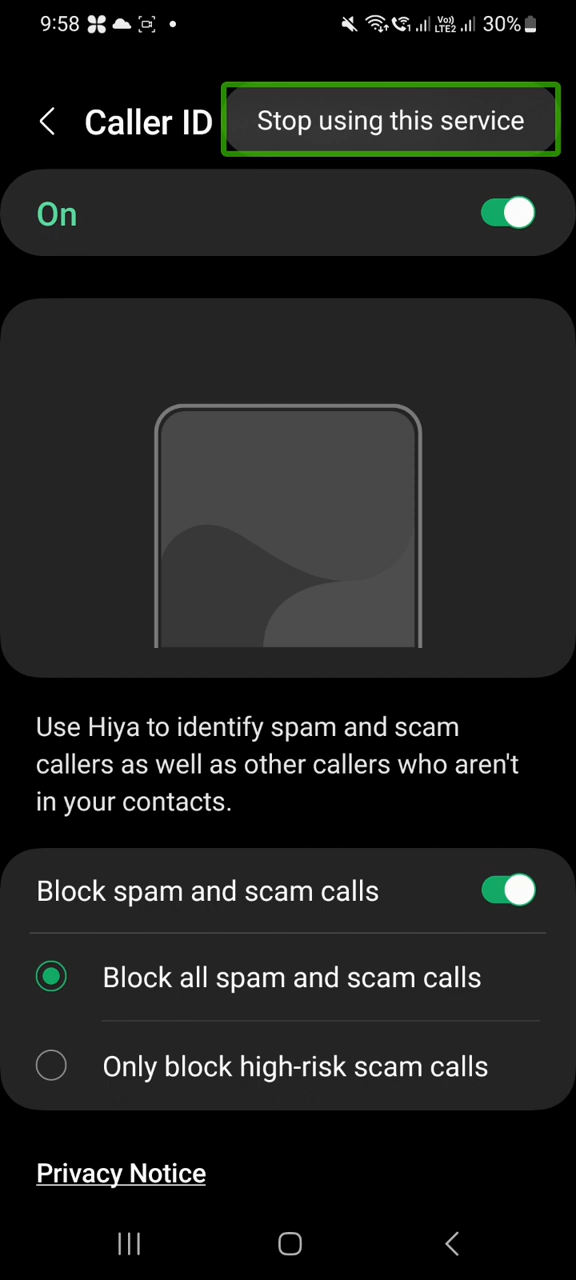 9:58
Vo))
LTE2
30%
Caller ID
Stop using this service
On
Use Hiya to identify spam and scam
callers as well as other callers who aren't
in your contacts.
Block spam and scam calls
Block all spam and scam calls
Only block high-risk scam calls
Privacy Notice